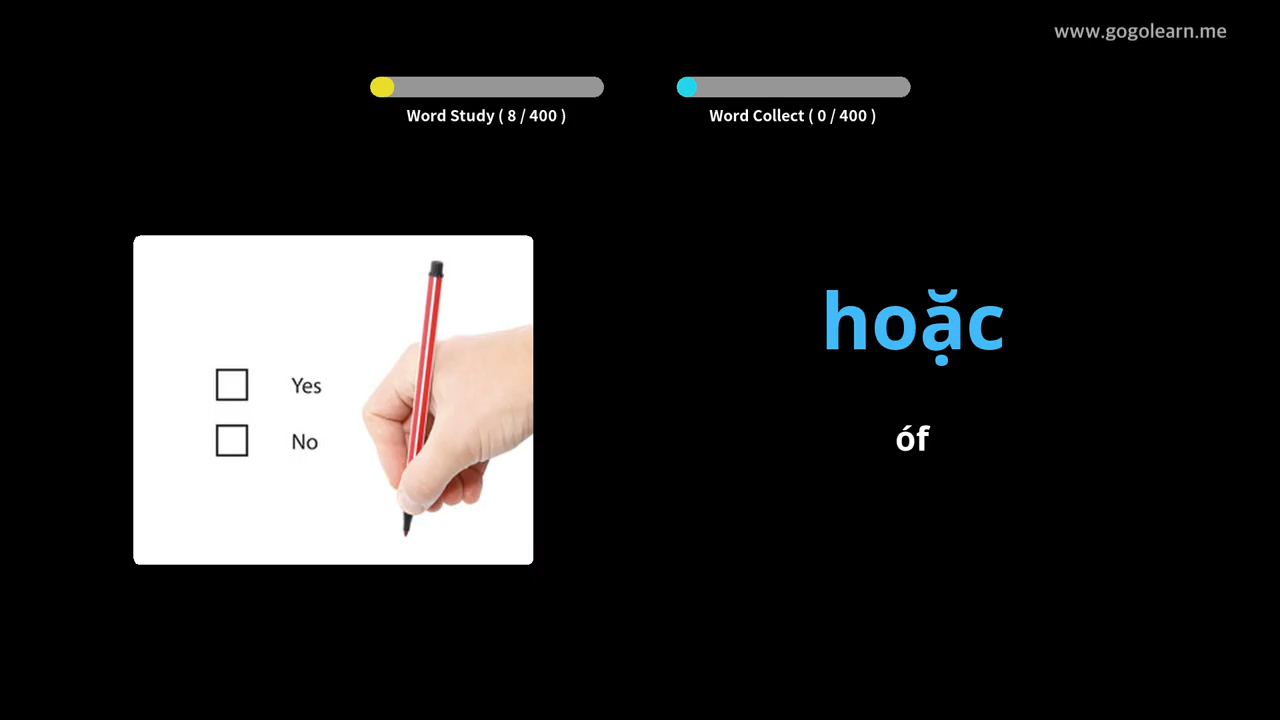 www.gogolearn.me
Word Study ( 8 / 400 )
Word Collect ( 0 / 400 )
Yes
No
hoặc
óf